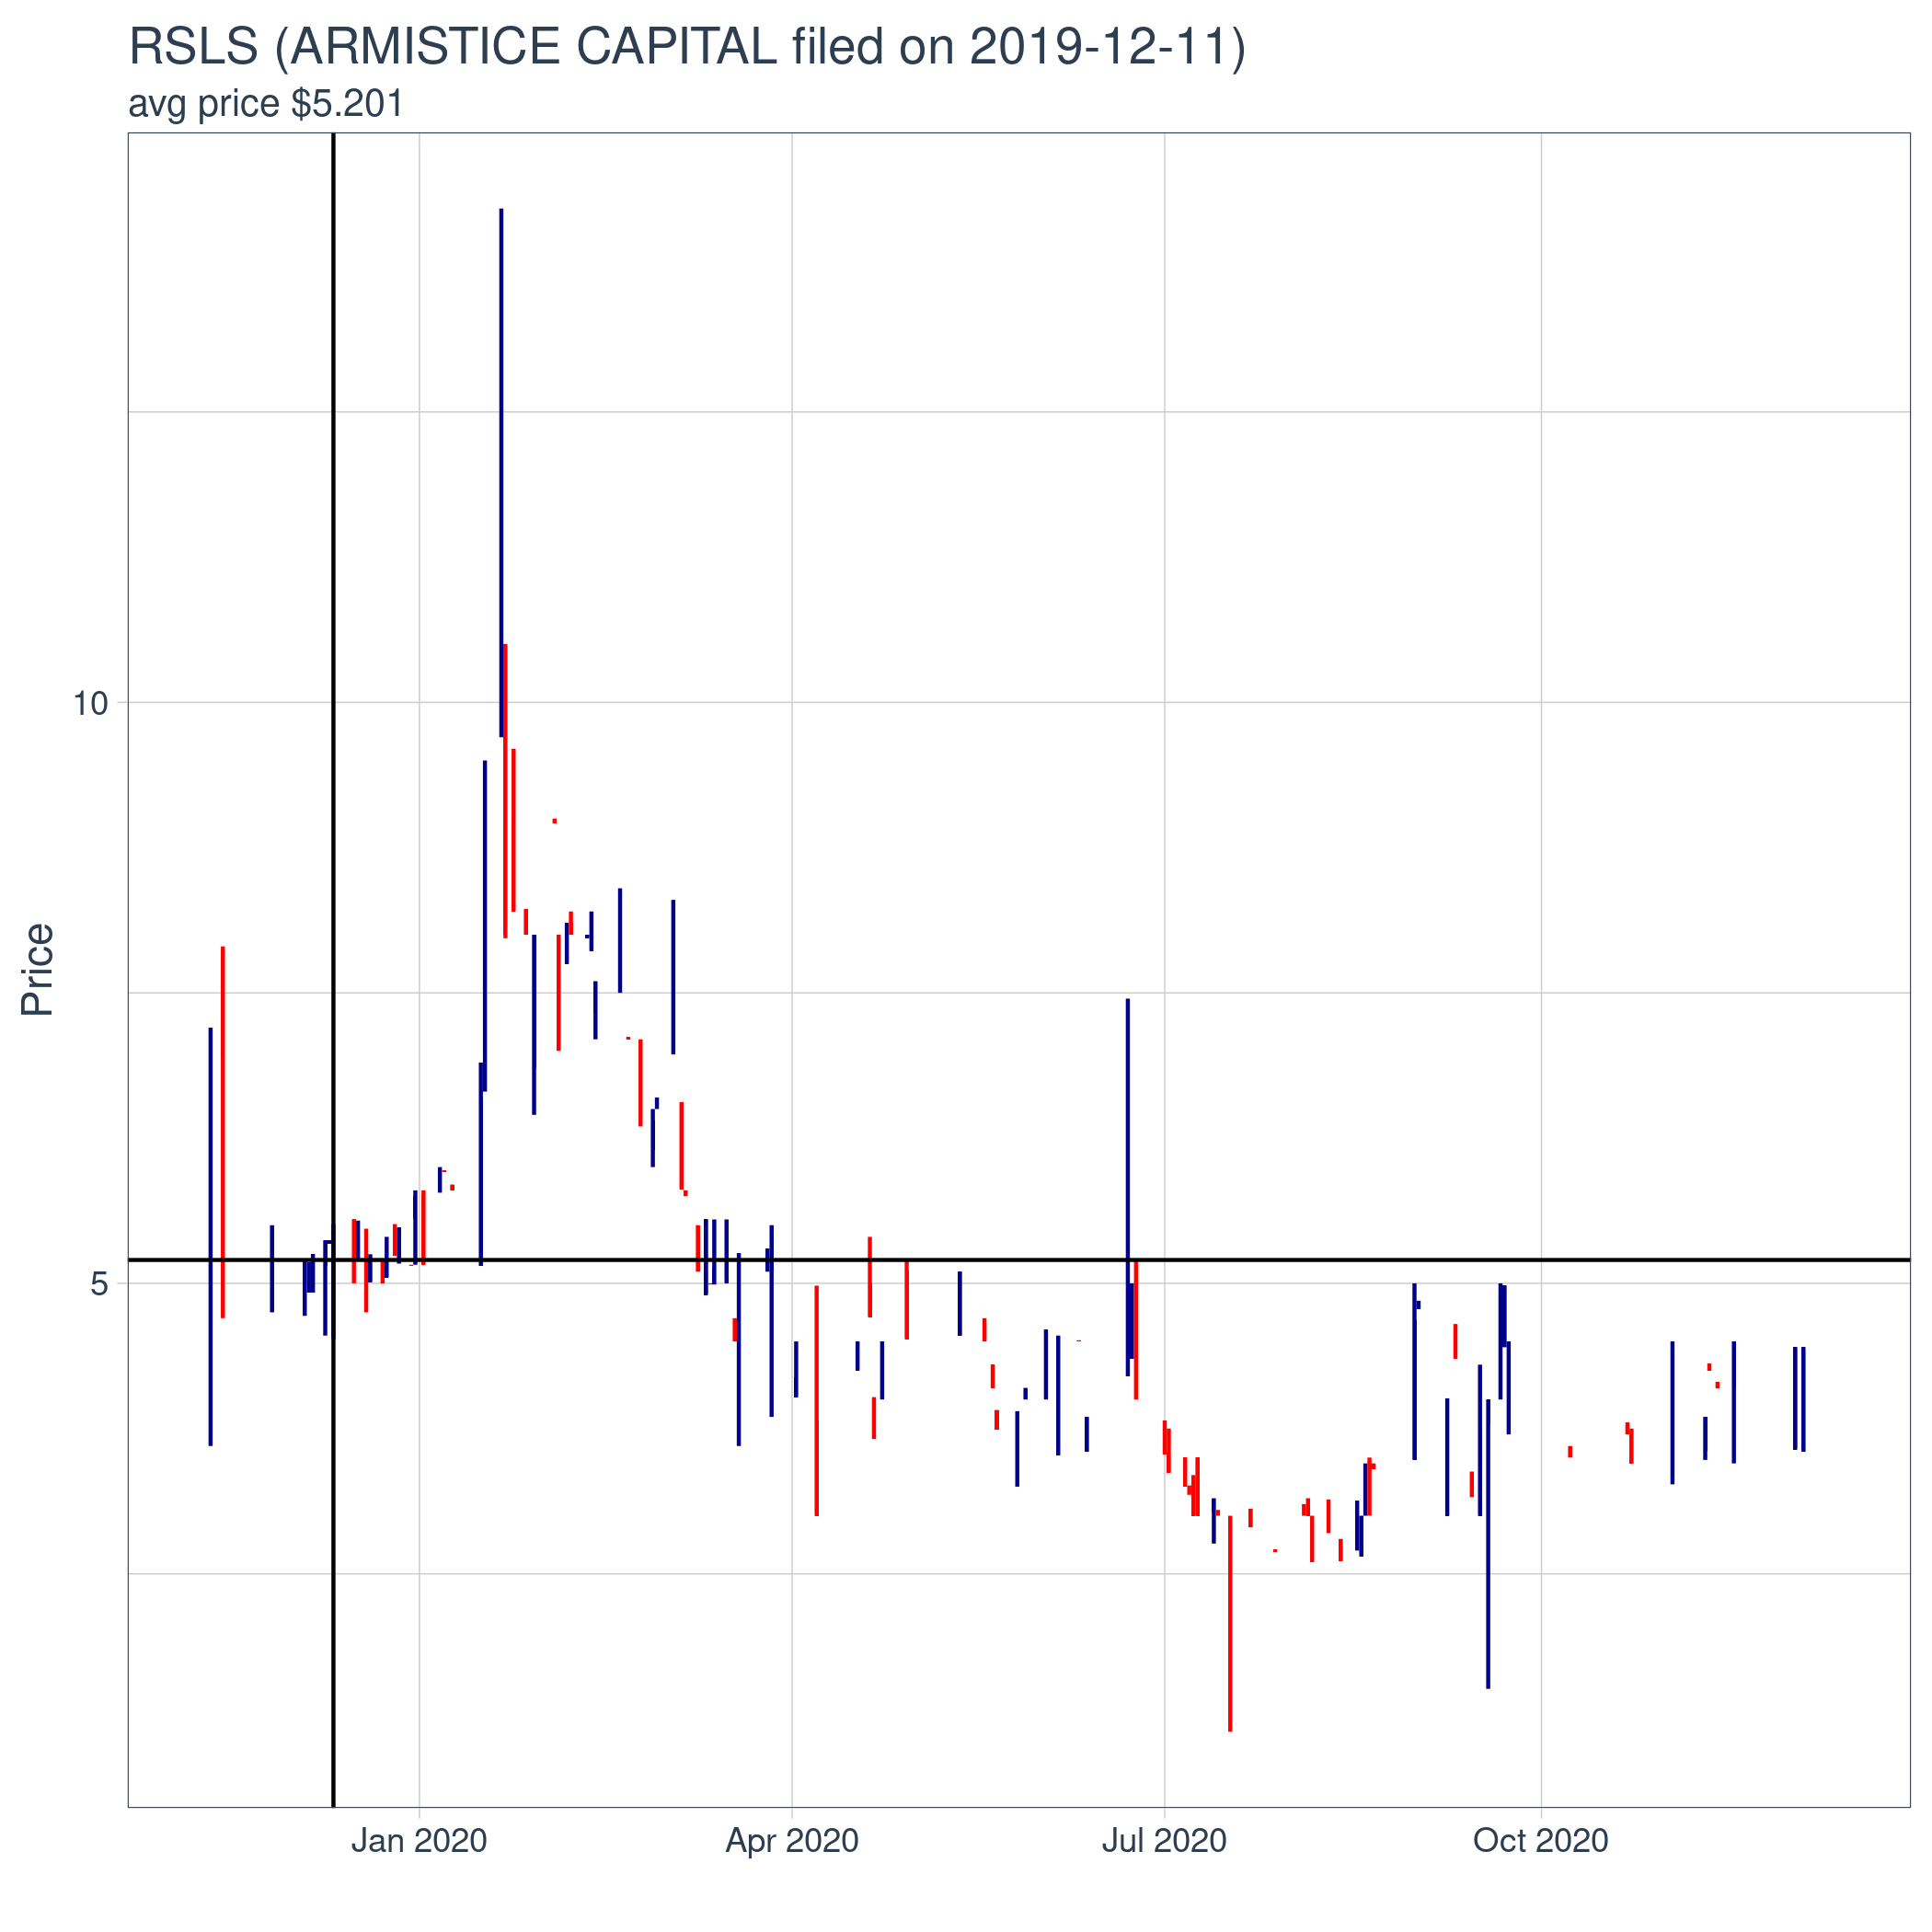 RSLS (ARMISTICE CAPITAL filed on 2019-12-11)
avg price $5.201
Price
10
5
Jan 2020
Apr 2020
Jul 2020
Oct 2020